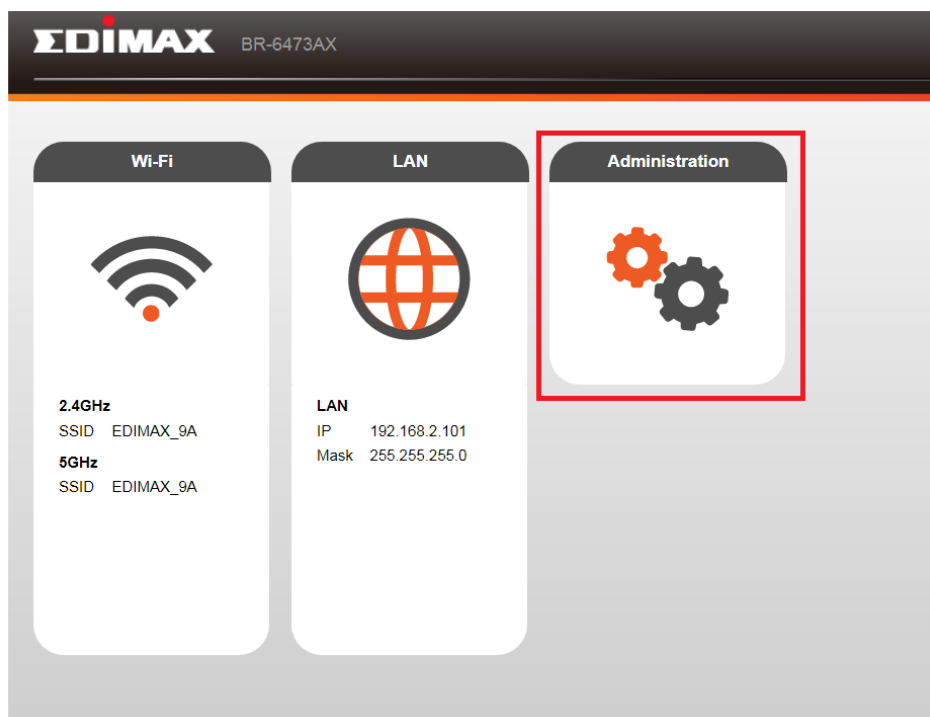 EDIMAX BR-6473AX
Wi-Fi
LAN
Administration
2.4GHz
SSID EDIMAX_9A
5GHz
SSID EDIMAX_9A
LAN
IP 192.168.2.101
Mask 255.255.255.0